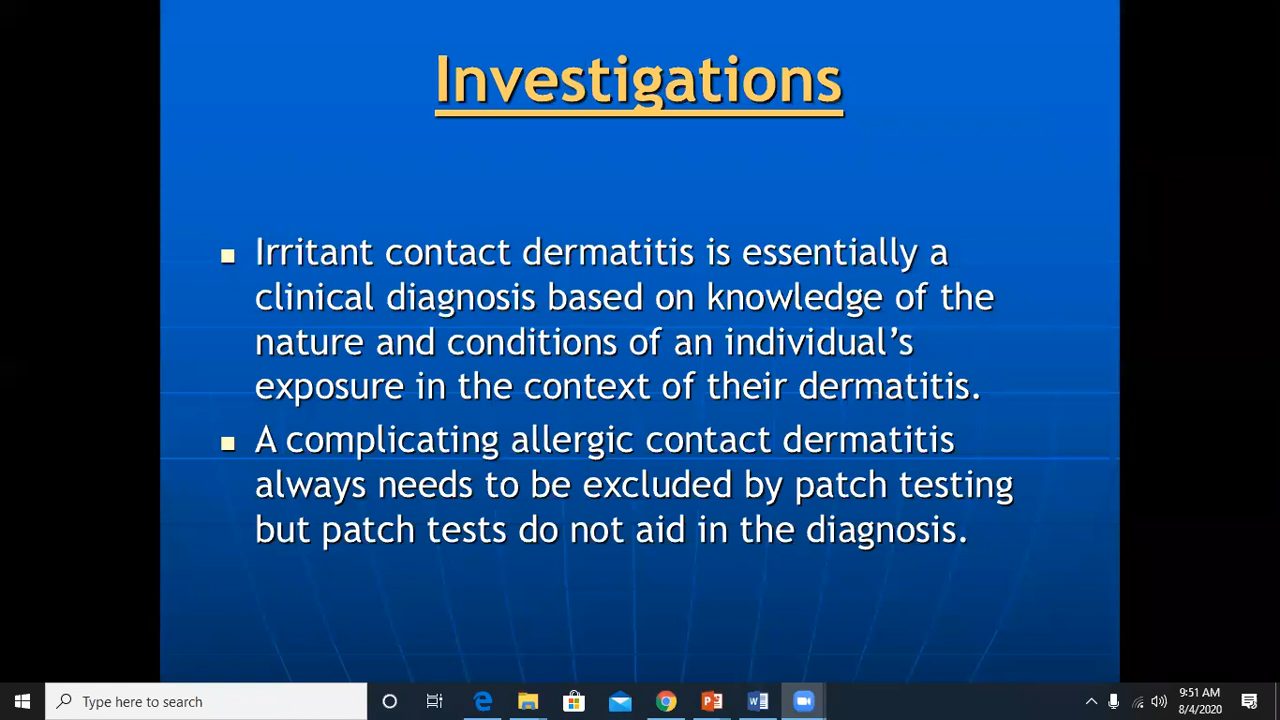 Investigations
Irritant contact dermatitis is essentially a
clinical diagnosis based on knowledge of the
nature and conditions of an individual’s
exposure in the context of their dermatitis.
A complicating allergic contact dermatitis
always needs to be excluded by patch testing
but patch tests do not aid in the diagnosis.
Type here to search
9:51 AM
8/4/2020